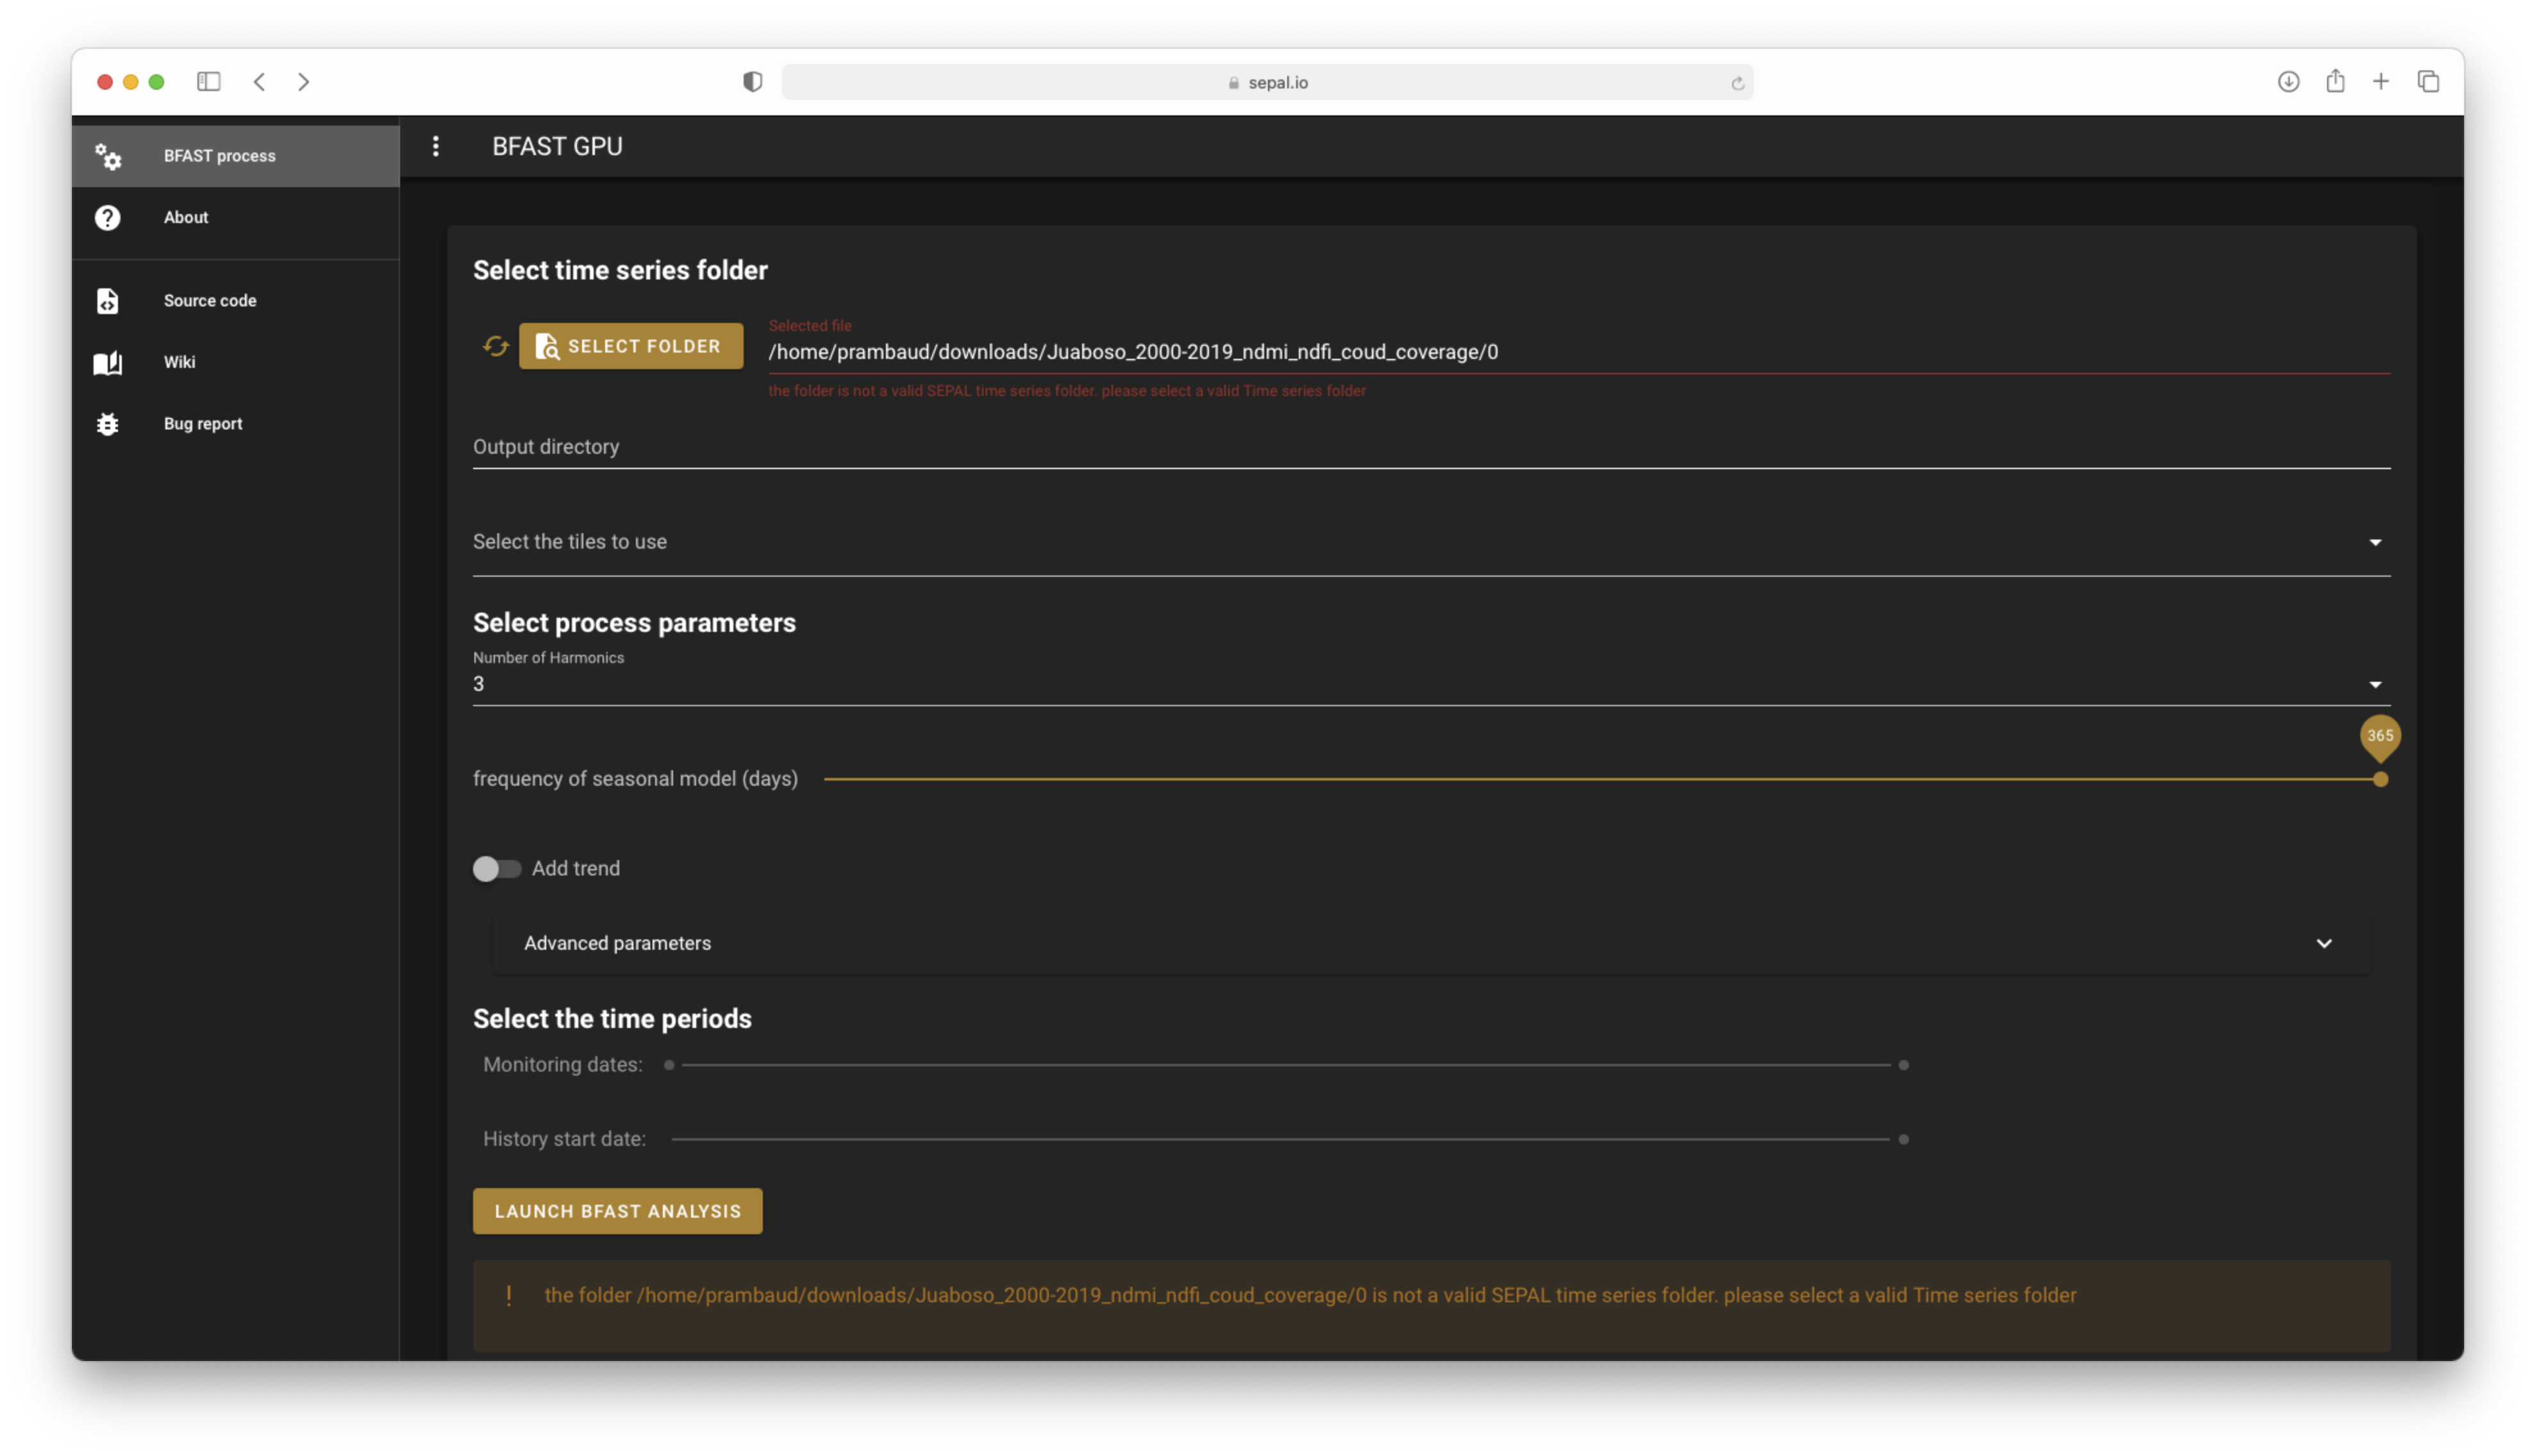 sepal.io
BFAST process
BFAST GPU
About
Source code
Wiki
Bug report
Select time series folder
SELECT FOLDER
Selected file
/home/prambaud/downloads/Juaboso_2000-2019_ndmi_ndfi_coud_coverage/0
the folder is not a valid SEPAL time series folder. please select a valid Time series folder
Output directory
Select the tiles to use
Select process parameters
Number of Harmonics
3
365
frequency of seasonal model (days)
Add trend
Advanced parameters
Select the time periods
Monitoring dates:
History start date:
LAUNCH BFAST ANALYSIS
! the folder /home/prambaud/downloads/Juaboso_2000-2019_ndmi_ndfi_coud_coverage/0 is not a valid SEPAL time series folder. please select a valid Time series folder